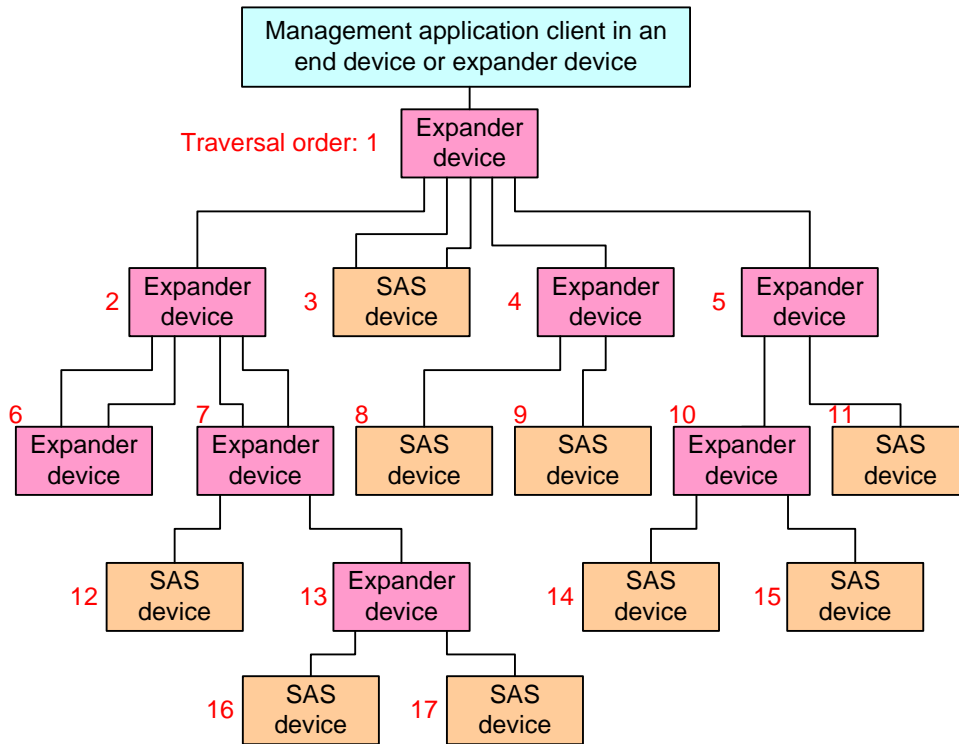 Management application client in an
end device or expander device
Traversal order: 1
Expander
device
2
Expander
device
3
SAS
device
4
Expander
device
5
Expander
device
6
Expander
device
7
Expander
device
8
SAS
device
9
SAS
device
10
Expander
device
11
SAS
device
12
SAS
device
13
Expander
device
14
SAS
device
15
SAS
device
16
SAS
device
17
SAS
device